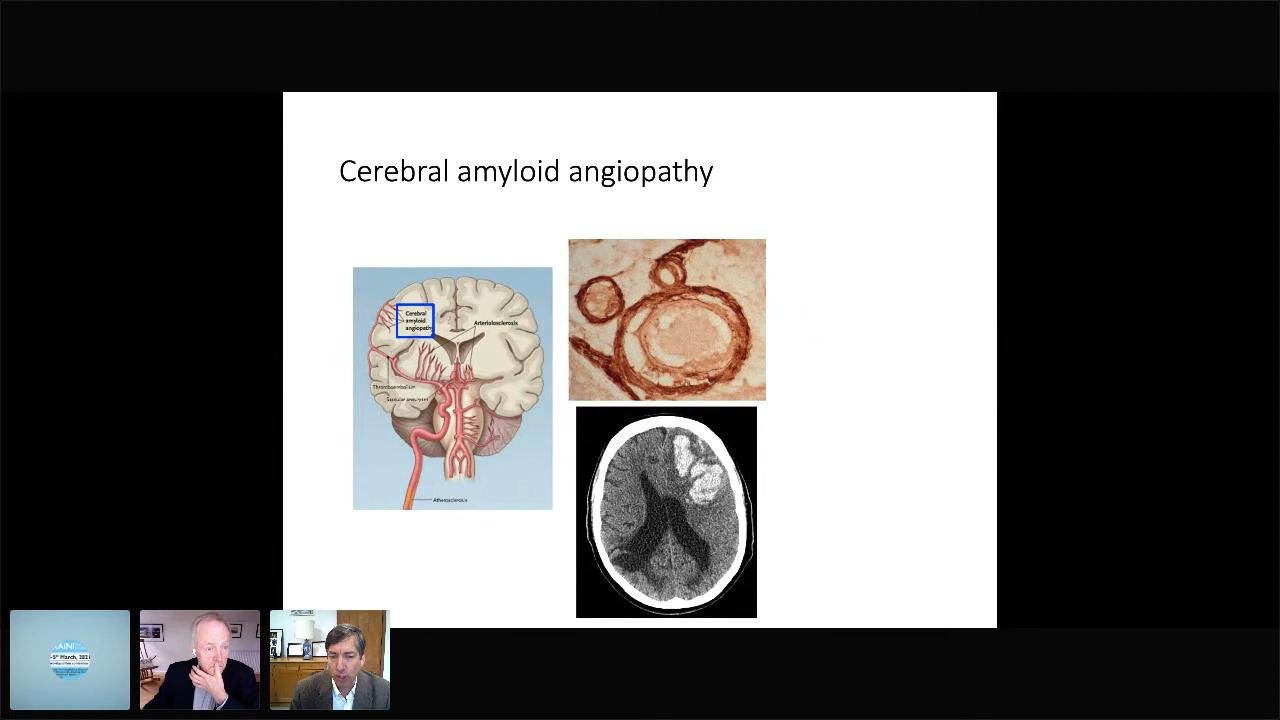 Cerebral amyloid angiopathy
Cerebral
amyloid
angiopathy
Arteriolosclerosis
Thromboembolism
Saccular aneurysm
Atherosclerosis